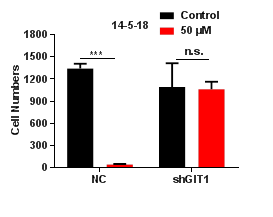 14-5-18
Control
50 μM
Cell Numbers
1800
1500
1200
900
600
300
0
***
n.s.
NC
shGIT1